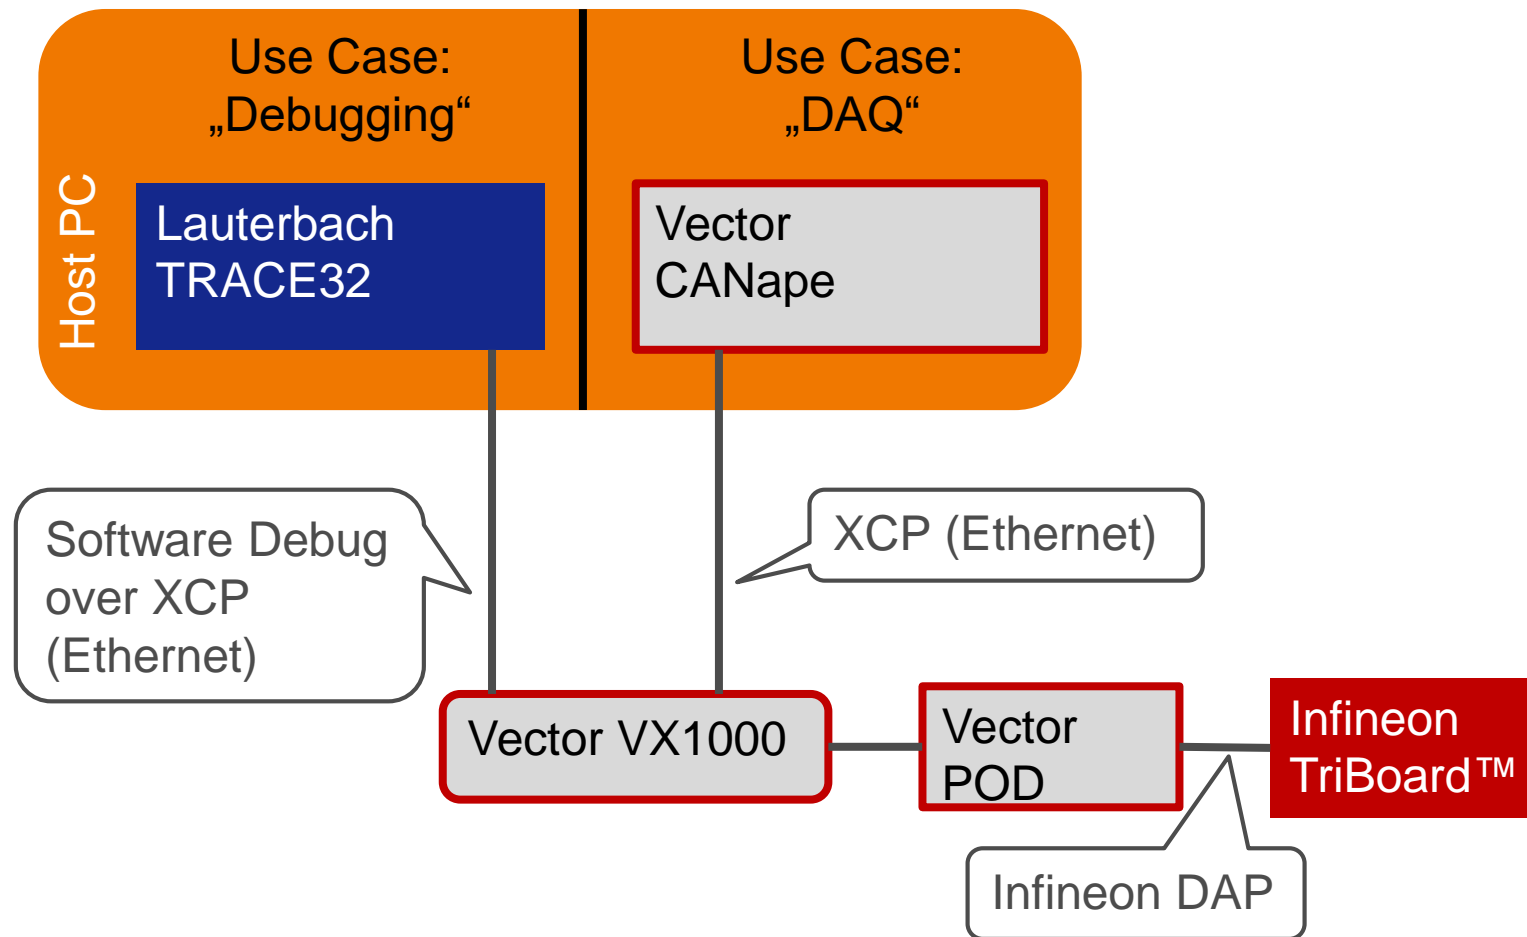 Use Case:
„Debugging“
Use Case:
„DAQ“
Host PC
Lauterbach
TRACE32
Vector
CANape
Software Debug
over XCP
(Ethernet)
XCP (Ethernet)
Vector VX1000
Vector
POD
Infineon
TriBoard™
Infineon DAP